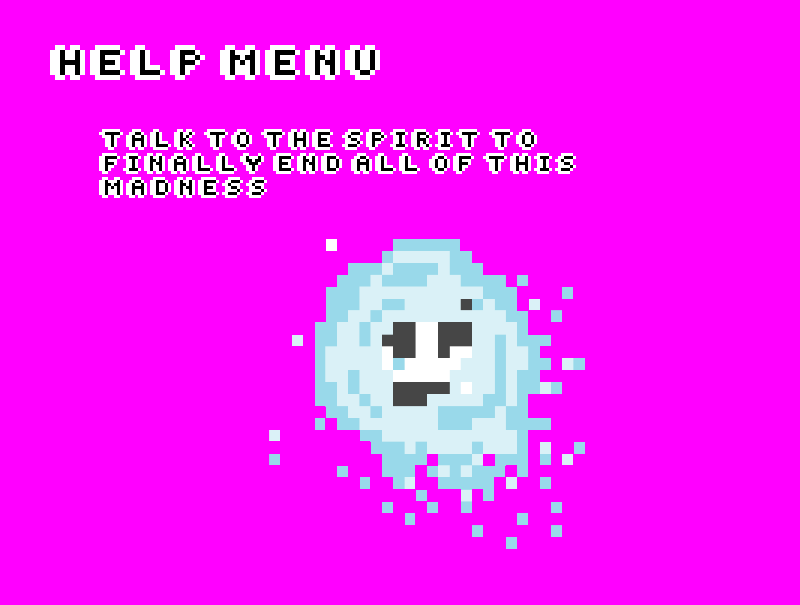 HELP MENU
TALK TO THE SPIRIT TO
FINALLY END ALL OF THIS
MADNESS